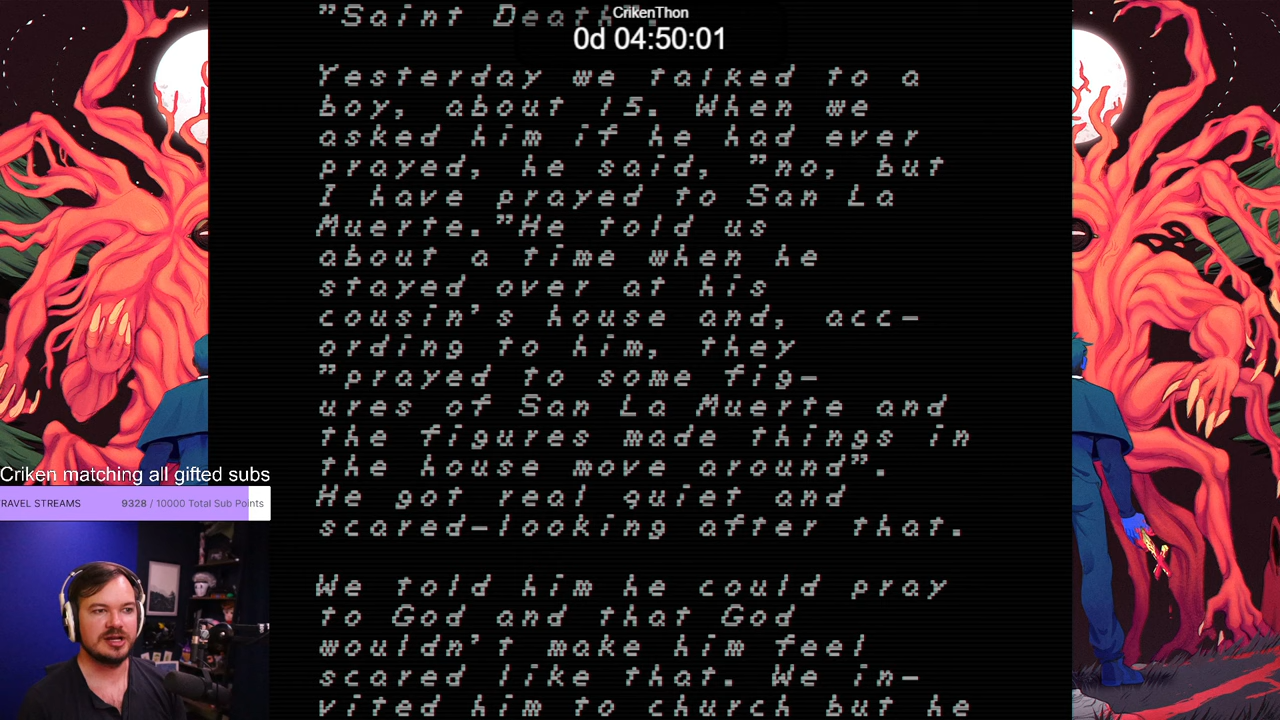 "Saint Death".
CrikenThon
0d 04:50:01
Yesterday we talked to a
boy, about 15. When we
asked him if he had ever
prayed, he said, "no, but
I have prayed to San La
Muerte."He told us
about a time when he
stayed over at his
cousin's house and, acc-
ording to him, they
"prayed to some fig-
ures of San La Muerte and
the figures made things in
the house move around".
He got real quiet and
scared-looking after that.
We told him he could pray
to God and that God
wouldn't make him feel
scared like that. We in-
vited him to church but he
Criken matching all gifted subs
RAVEL STREAMS 9328 / 10000 Total Sub Points